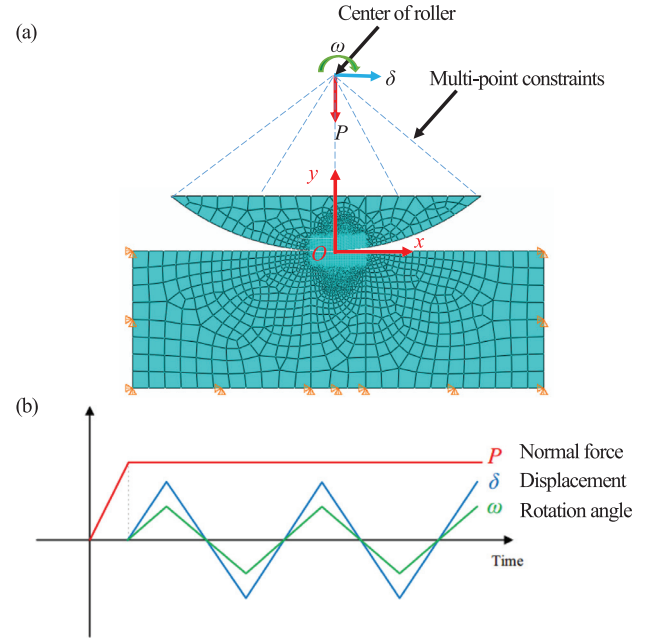 Center of roller
(a)
ω
δ
Multi-point constraints
P
y
O
x
(b)
P Normal force
δ Displacement
ω Rotation angle
Time